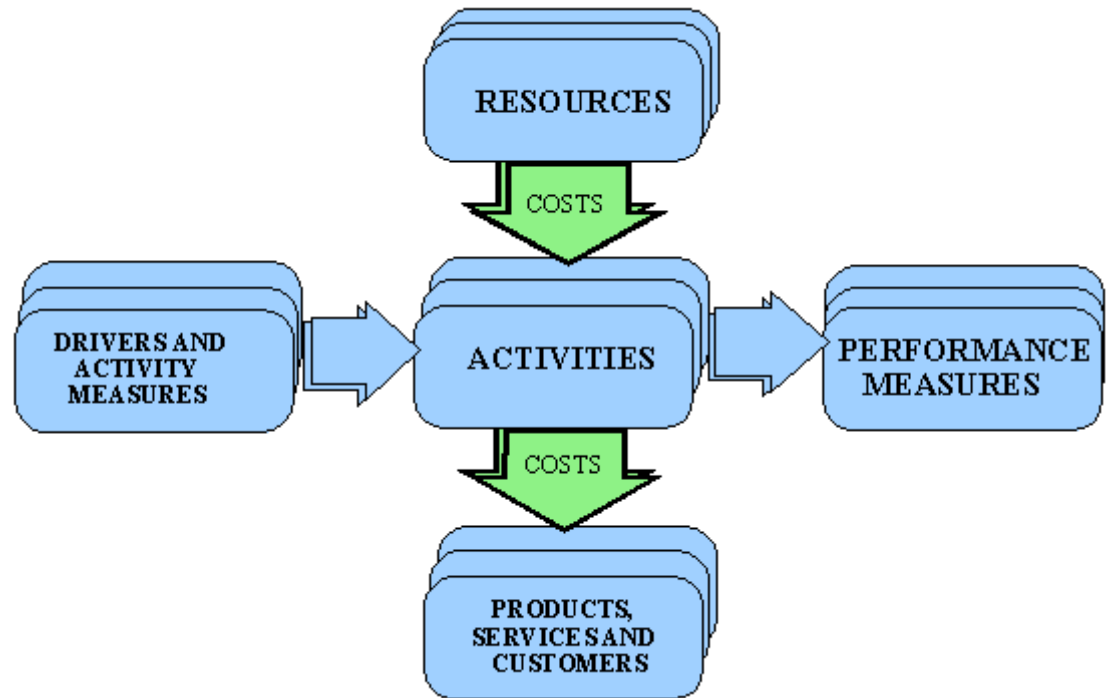 RESOURCES
COSTS
DRIVERS AND
ACTIVITY
MEASURES
ACTIVITIES
PERFORMANCE
MEASURES
COSTS
PRODUCTS,
SERVICES AND
CUSTOMERS